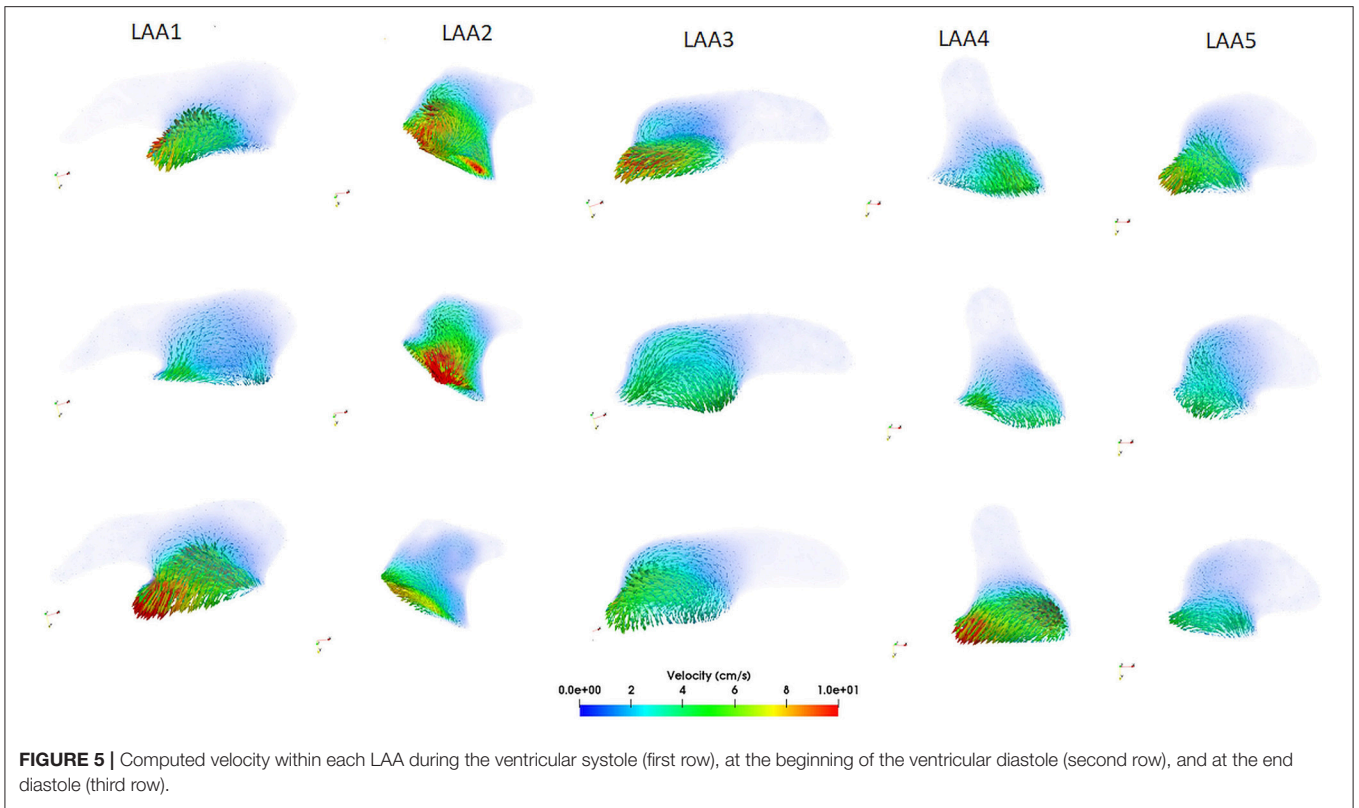 LAA1 LAA2 LAA3 LAA4 LAA5
Velocity (cm/s)
0.0e+00 2 4 6 8 1.0e+01
FIGURE 5 | Computed velocity within each LAA during the ventricular systole (first row), at the beginning of the ventricular diastole (second row), and at the end
diastole (third row).